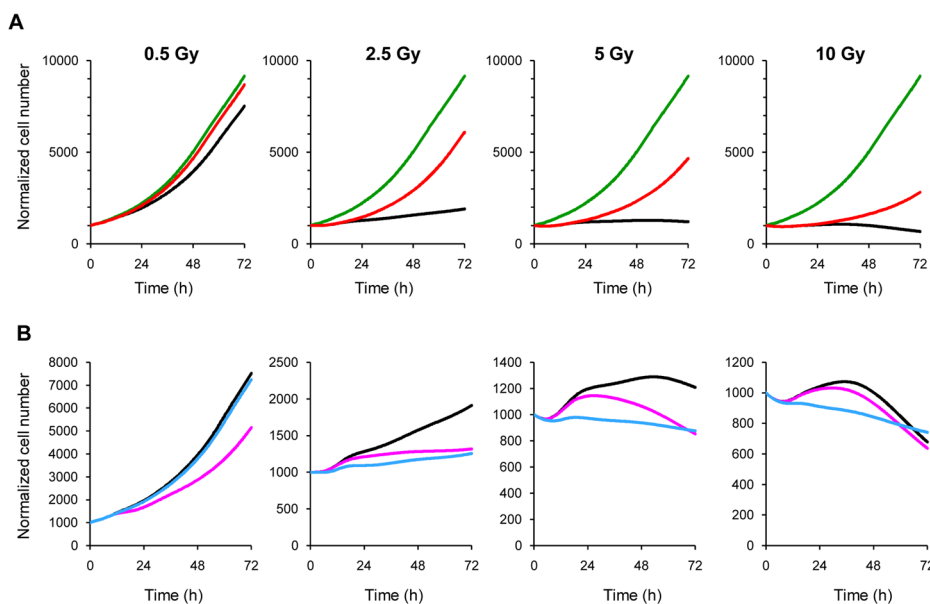 A
0.5 Gy 2.5 Gy 5 Gy 10 Gy
Normalized cell number
10000 10000 10000 10000
5000 5000 5000 5000
0 0 0 0
0 24 48 72 0 24 48 72 0 24 48 72 0 24 48 72
Time (h) Time (h) Time (h) Time (h)
B
Normalized cell number
8000 2500 1400 1200
7000 2000 1200 1000
6000 1500 1000 800
5000 1000 800 600
4000 500 600 400
3000 0 400 200
2000 200 0
1000 0
0
0 24 48 72 0 24 48 72 0 24 48 72 0 24 48 72
Time (h) Time (h) Time (h) Time (h)